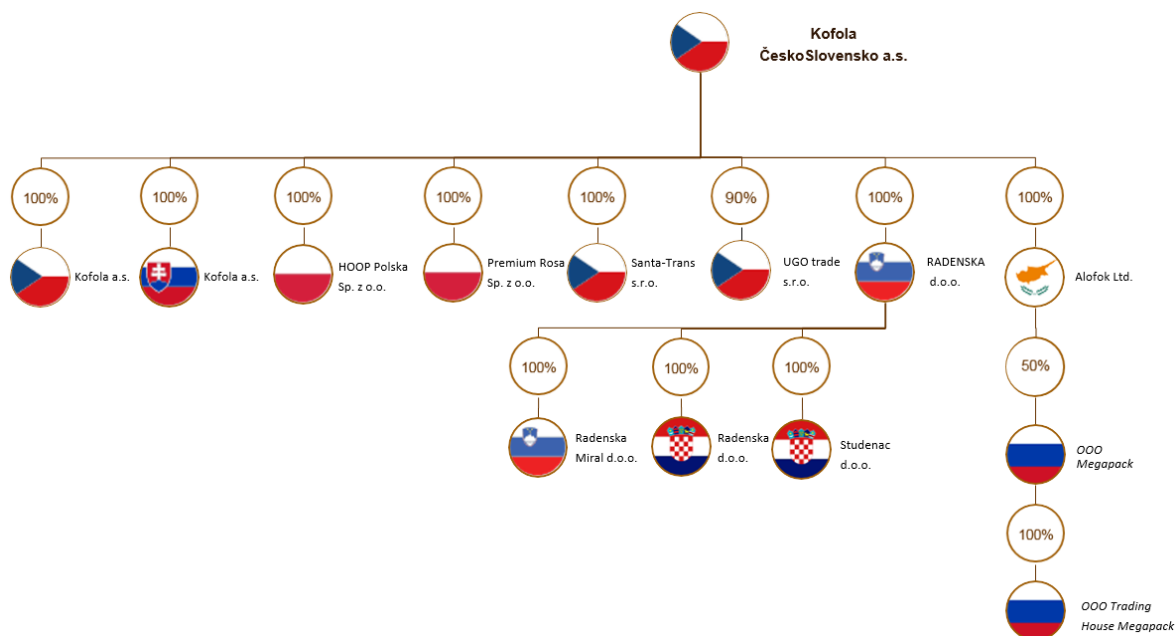 Kofola
ČeskoSlovensko a.s.
100%
100%
100%
100%
100%
90%
100%
100%
Kofola a.s.
Kofola a.s.
HOOP Polska
Sp. z o.o.
Premium Rosa
Sp. z o.o.
Santa-Trans
s.r.o.
UGO trade
s.r.o.
RADENSKA
d.o.o.
Alofok Ltd.
100%
100%
100%
50%
Radenska
Miral d.o.o.
Radenska
d.o.o.
Studenac
d.o.o.
OOO
Megapack
100%
OOO Trading
House Megapack